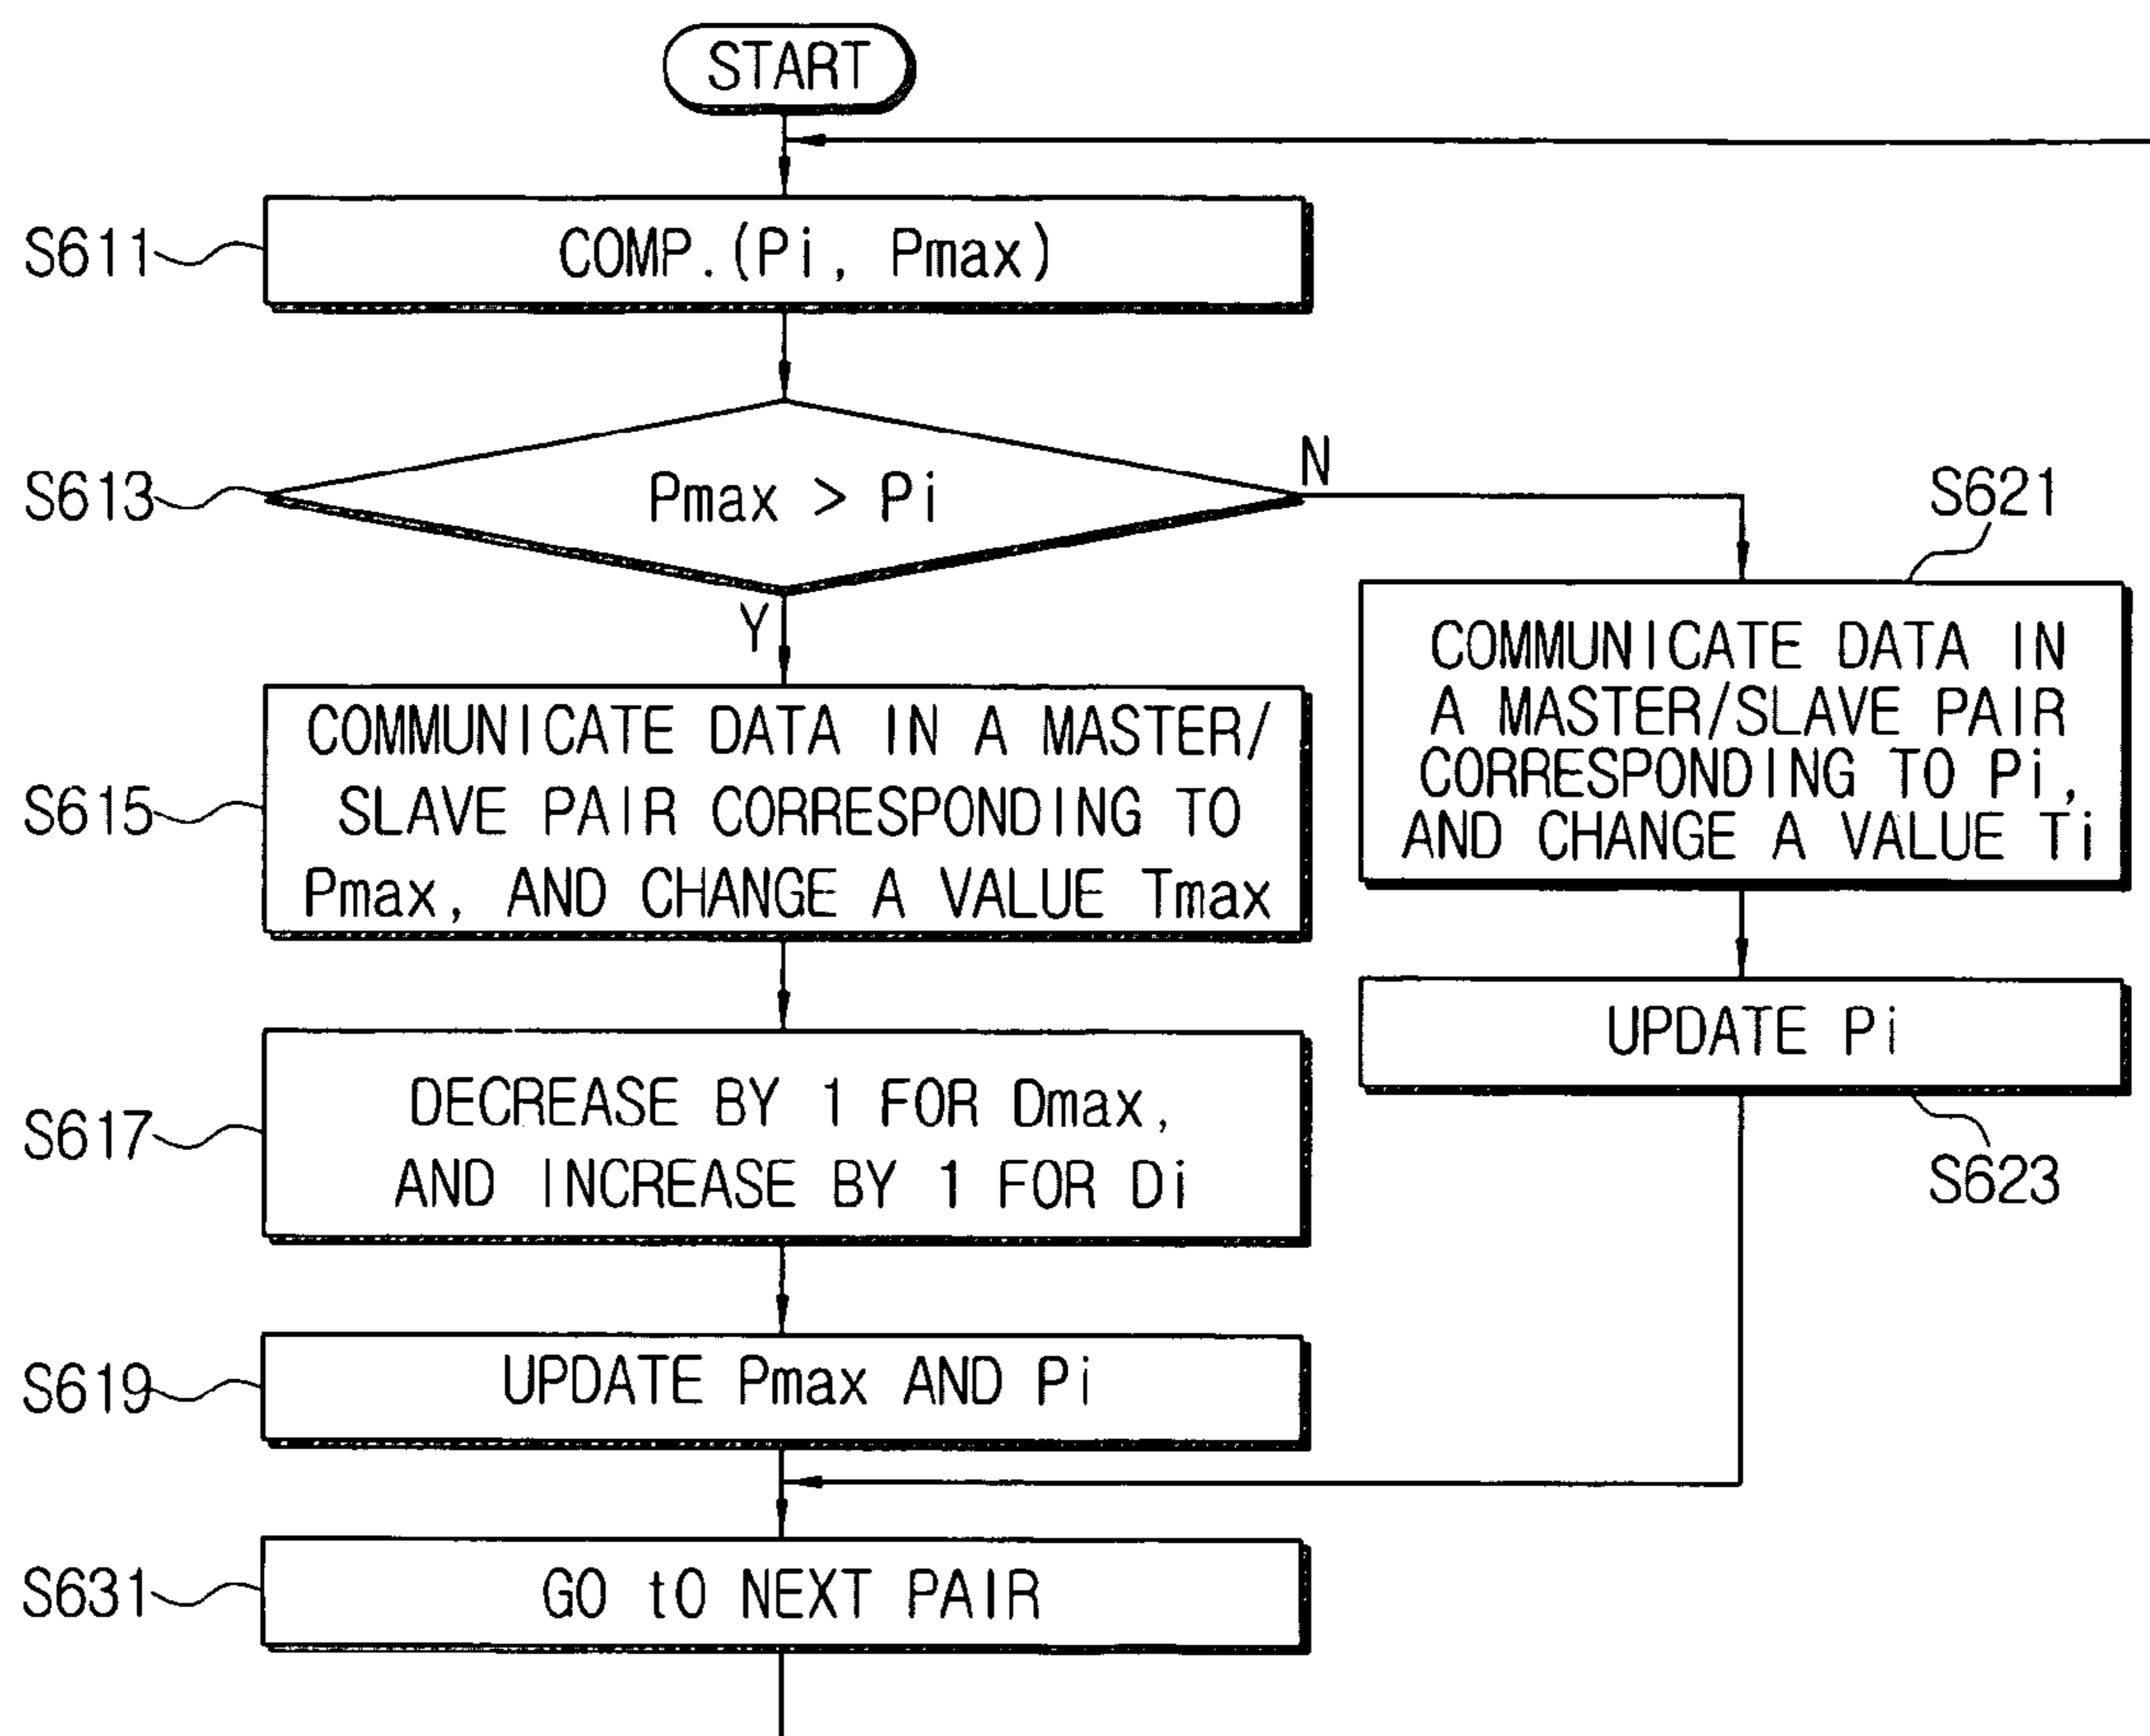 START
S611
COMP.(Pi, Pmax)
S613
Pmax > Pi
N
Y
S621
COMMUNICATE DATA IN
A MASTER/SLAVE PAIR
CORRESPONDING TO Pi,
AND CHANGE A VALUE Ti
S615
COMMUNICATE DATA IN A MASTER/
SLAVE PAIR CORRESPONDING TO
Pmax, AND CHANGE A VALUE Tmax
UPDATE Pi
S623
S617
DECREASE BY 1 FOR Dmax,
AND INCREASE BY 1 FOR Di
S619
UPDATE Pmax AND Pi
S631
GO tO NEXT PAIR